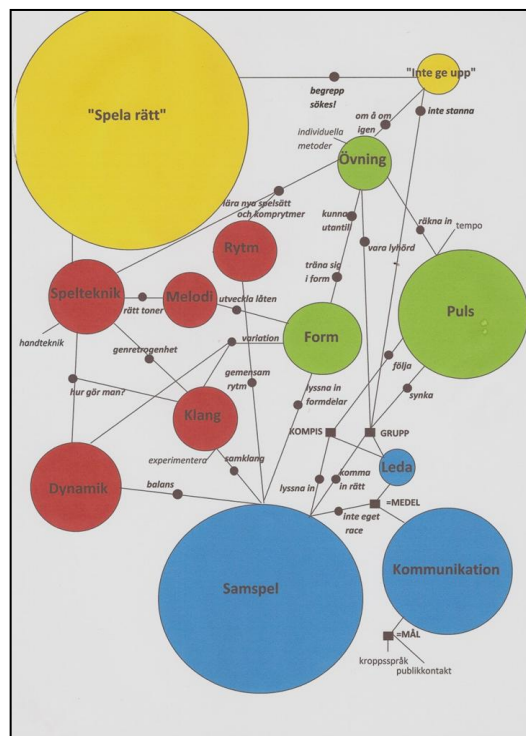 "Spela rätt"
"Inte ge upp"
begrepp
sökes!
inte stanna
om å om
igen
individuella
metoder
Övning
lära nya spelsätt
och komprytmer
kunna
utantill
räkna in
tempo
vara lyhörd
Rytm
träna sig
i form
Spelteknik
Melodi
rätt toner
utveckla låten
Puls
handteknik
variation
Form
genretrogenhet
följa
hur gör man?
gemensam
rytm
lyssna in
formdelar
synka
Klang
KOMPIS
GRUPP
experimentera
samklang
Leda
Dynamik
balans
lyssna in
komma
in rätt
=MEDEL
inte eget
race
Samspel
Kommunikation
=MÅL
kroppsspråk
publikkontakt